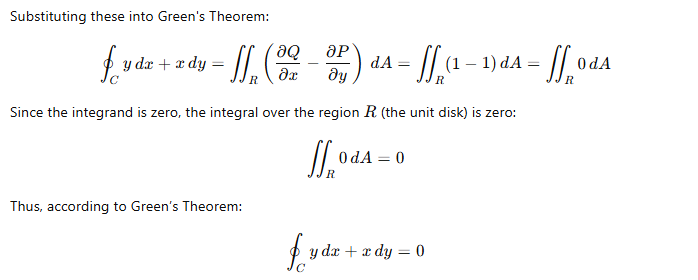 Substituting these into Green's Theorem:
∮_C y dx + x dy = ∬_R (∂Q/∂x − ∂P/∂y) dA = ∬_R (1 − 1) dA = ∬_R 0 dA
Since the integrand is zero, the integral over the region R (the unit disk) is zero:
∬_R 0 dA = 0
Thus, according to Green's Theorem:
∮_C y dx + x dy = 0